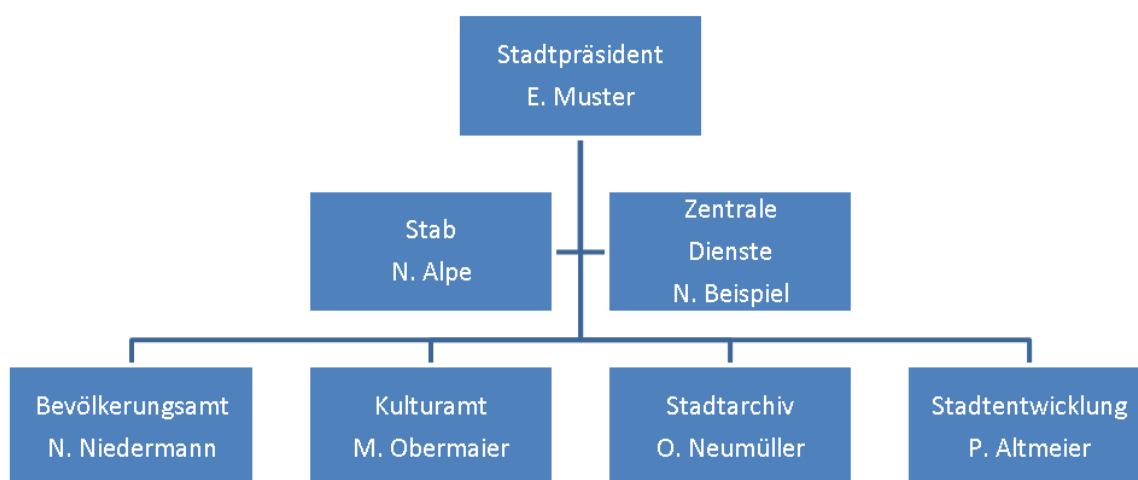 Stadtpräsident
E. Muster
Stab
N. Alpe
Zentrale
Dienste
N. Beispiel
Bevölkerungsamt
N. Niedermann
Kulturamt
M. Obermaier
Stadtarchiv
O. Neumüller
Stadtentwicklung
P. Altmeier